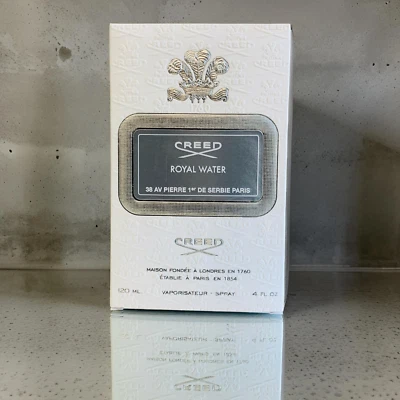 CREED
ROYAL WATER
38 AV PIERRE 1er DE SERBIE PARIS
CREED
MAISON FONDÉE A LONDRES EN 1760
ÉTABLIE À PARIS EN 1854
120 ML. VAPORISATEUR - SPRAY 4 FL OZ